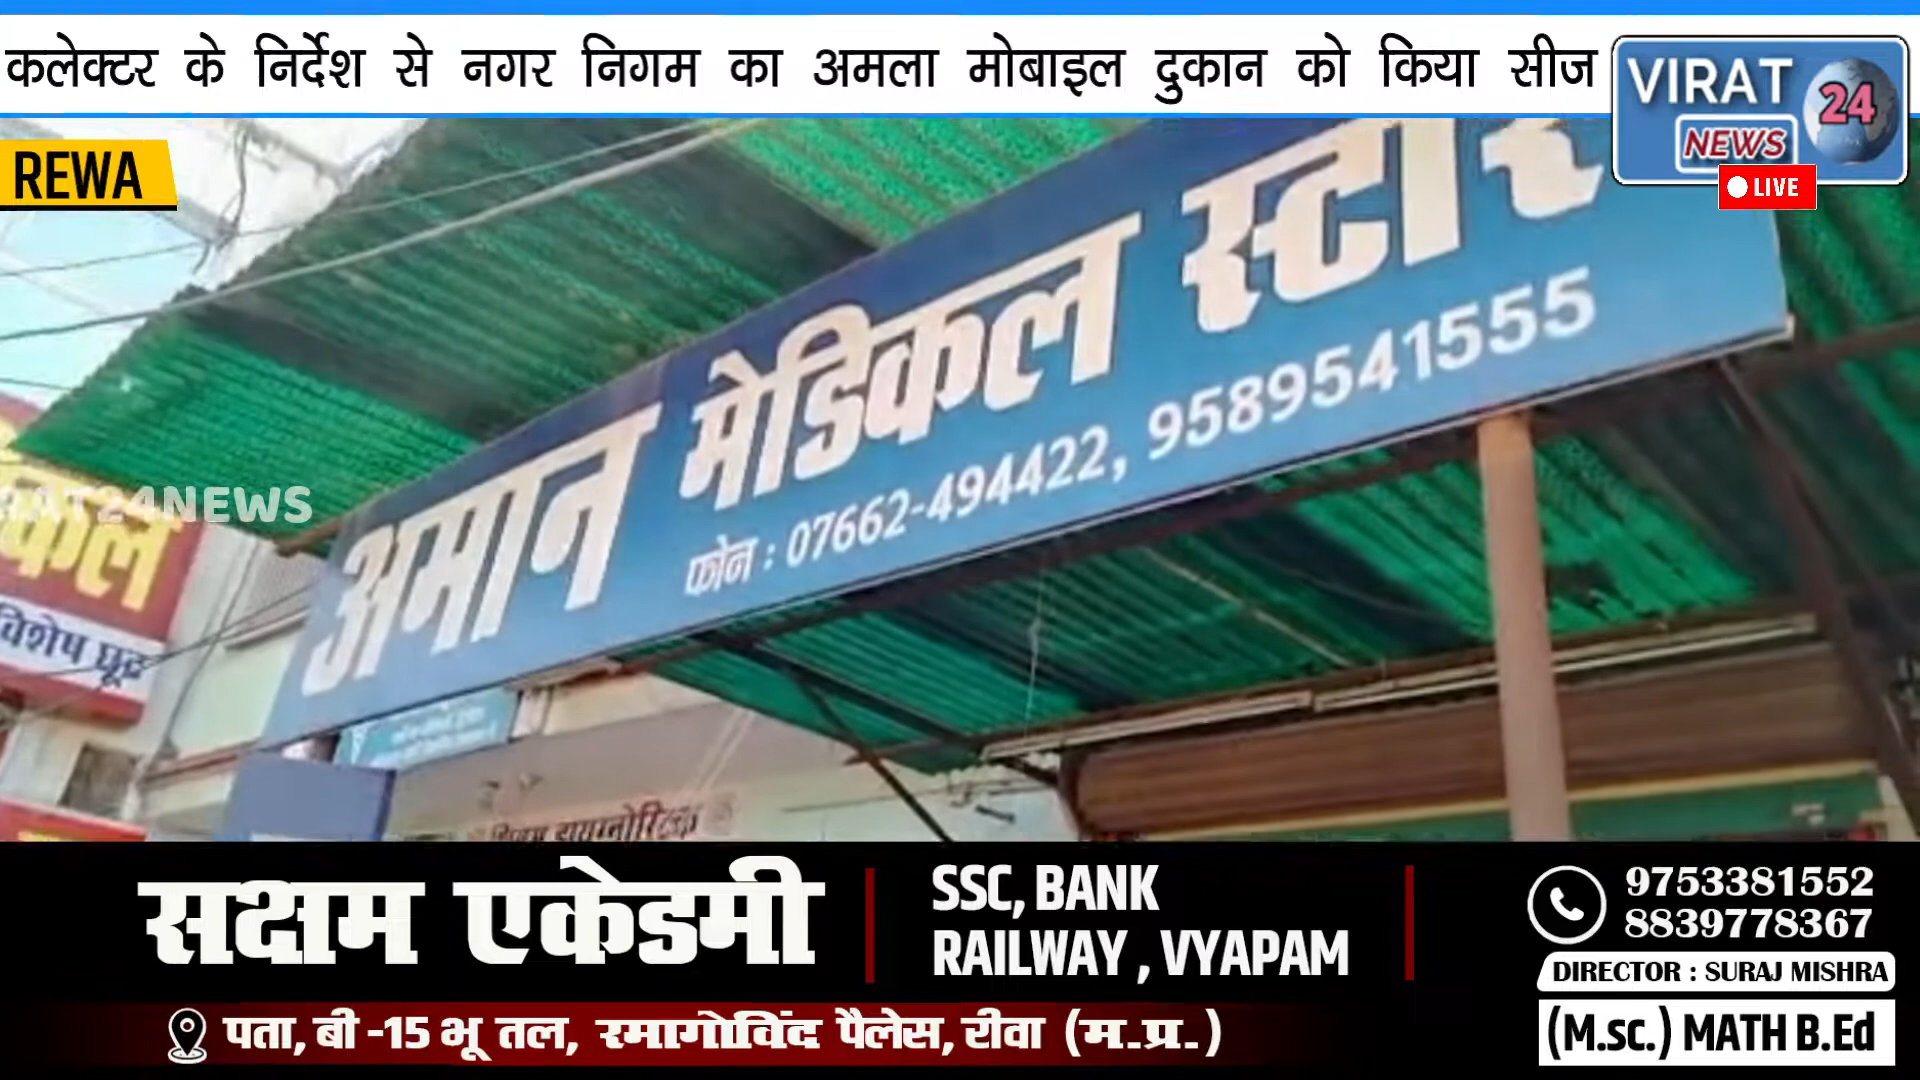 कलेक्टर के निर्देश से नगर निगम का अमला मोबाइल दुकान को किया सीज
VIRAT
24
NEWS
LIVE
REWA
अमान मेडिकल स्टोर
फोन : 07662-494422, 9589541555
RAT24NEWS
विशेष छूट
सक्षम एकेडमी
SSC, BANK
RAILWAY , VYAPAM
9753381552
8839778367
DIRECTOR : SURAJ MISHRA
(M.sc.) MATH B.Ed
पता, बी -15 भू तल, रमागोविंद पैलेस, रीवा (म.प्र.)